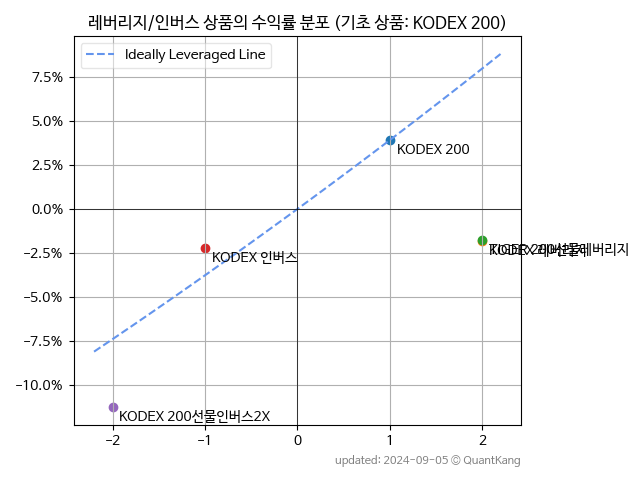 레버리지/인버스 상품의 수익률 분포 (기초 상품: KODEX 200)
Ideally Leveraged Line
7.5%
5.0%
2.5%
0.0%
−2.5%
−5.0%
−7.5%
−10.0%
KODEX 200
KODEX 인버스
KODEX 200선물인버스2X
−2
−1
0
1
2
updated: 2024-09-05 © QuantKang